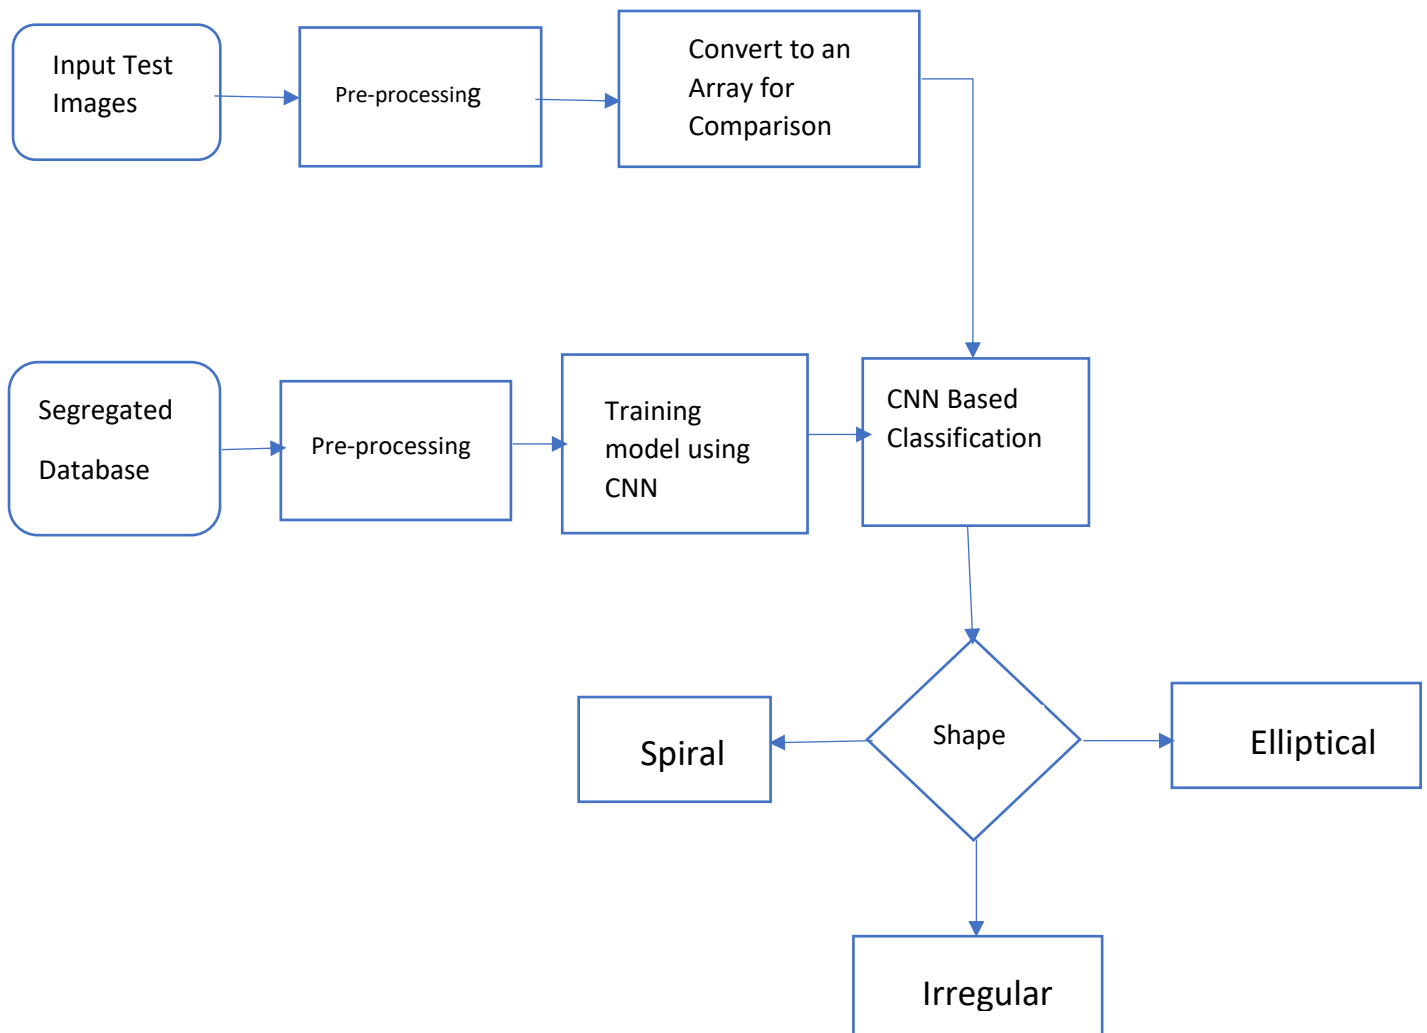 Input Test
Images
Pre-processing
Convert to an
Array for
Comparison
Segregated
Database
Pre-processing
Training
model using
CNN
CNN Based
Classification
Spiral
Shape
Elliptical
Irregular